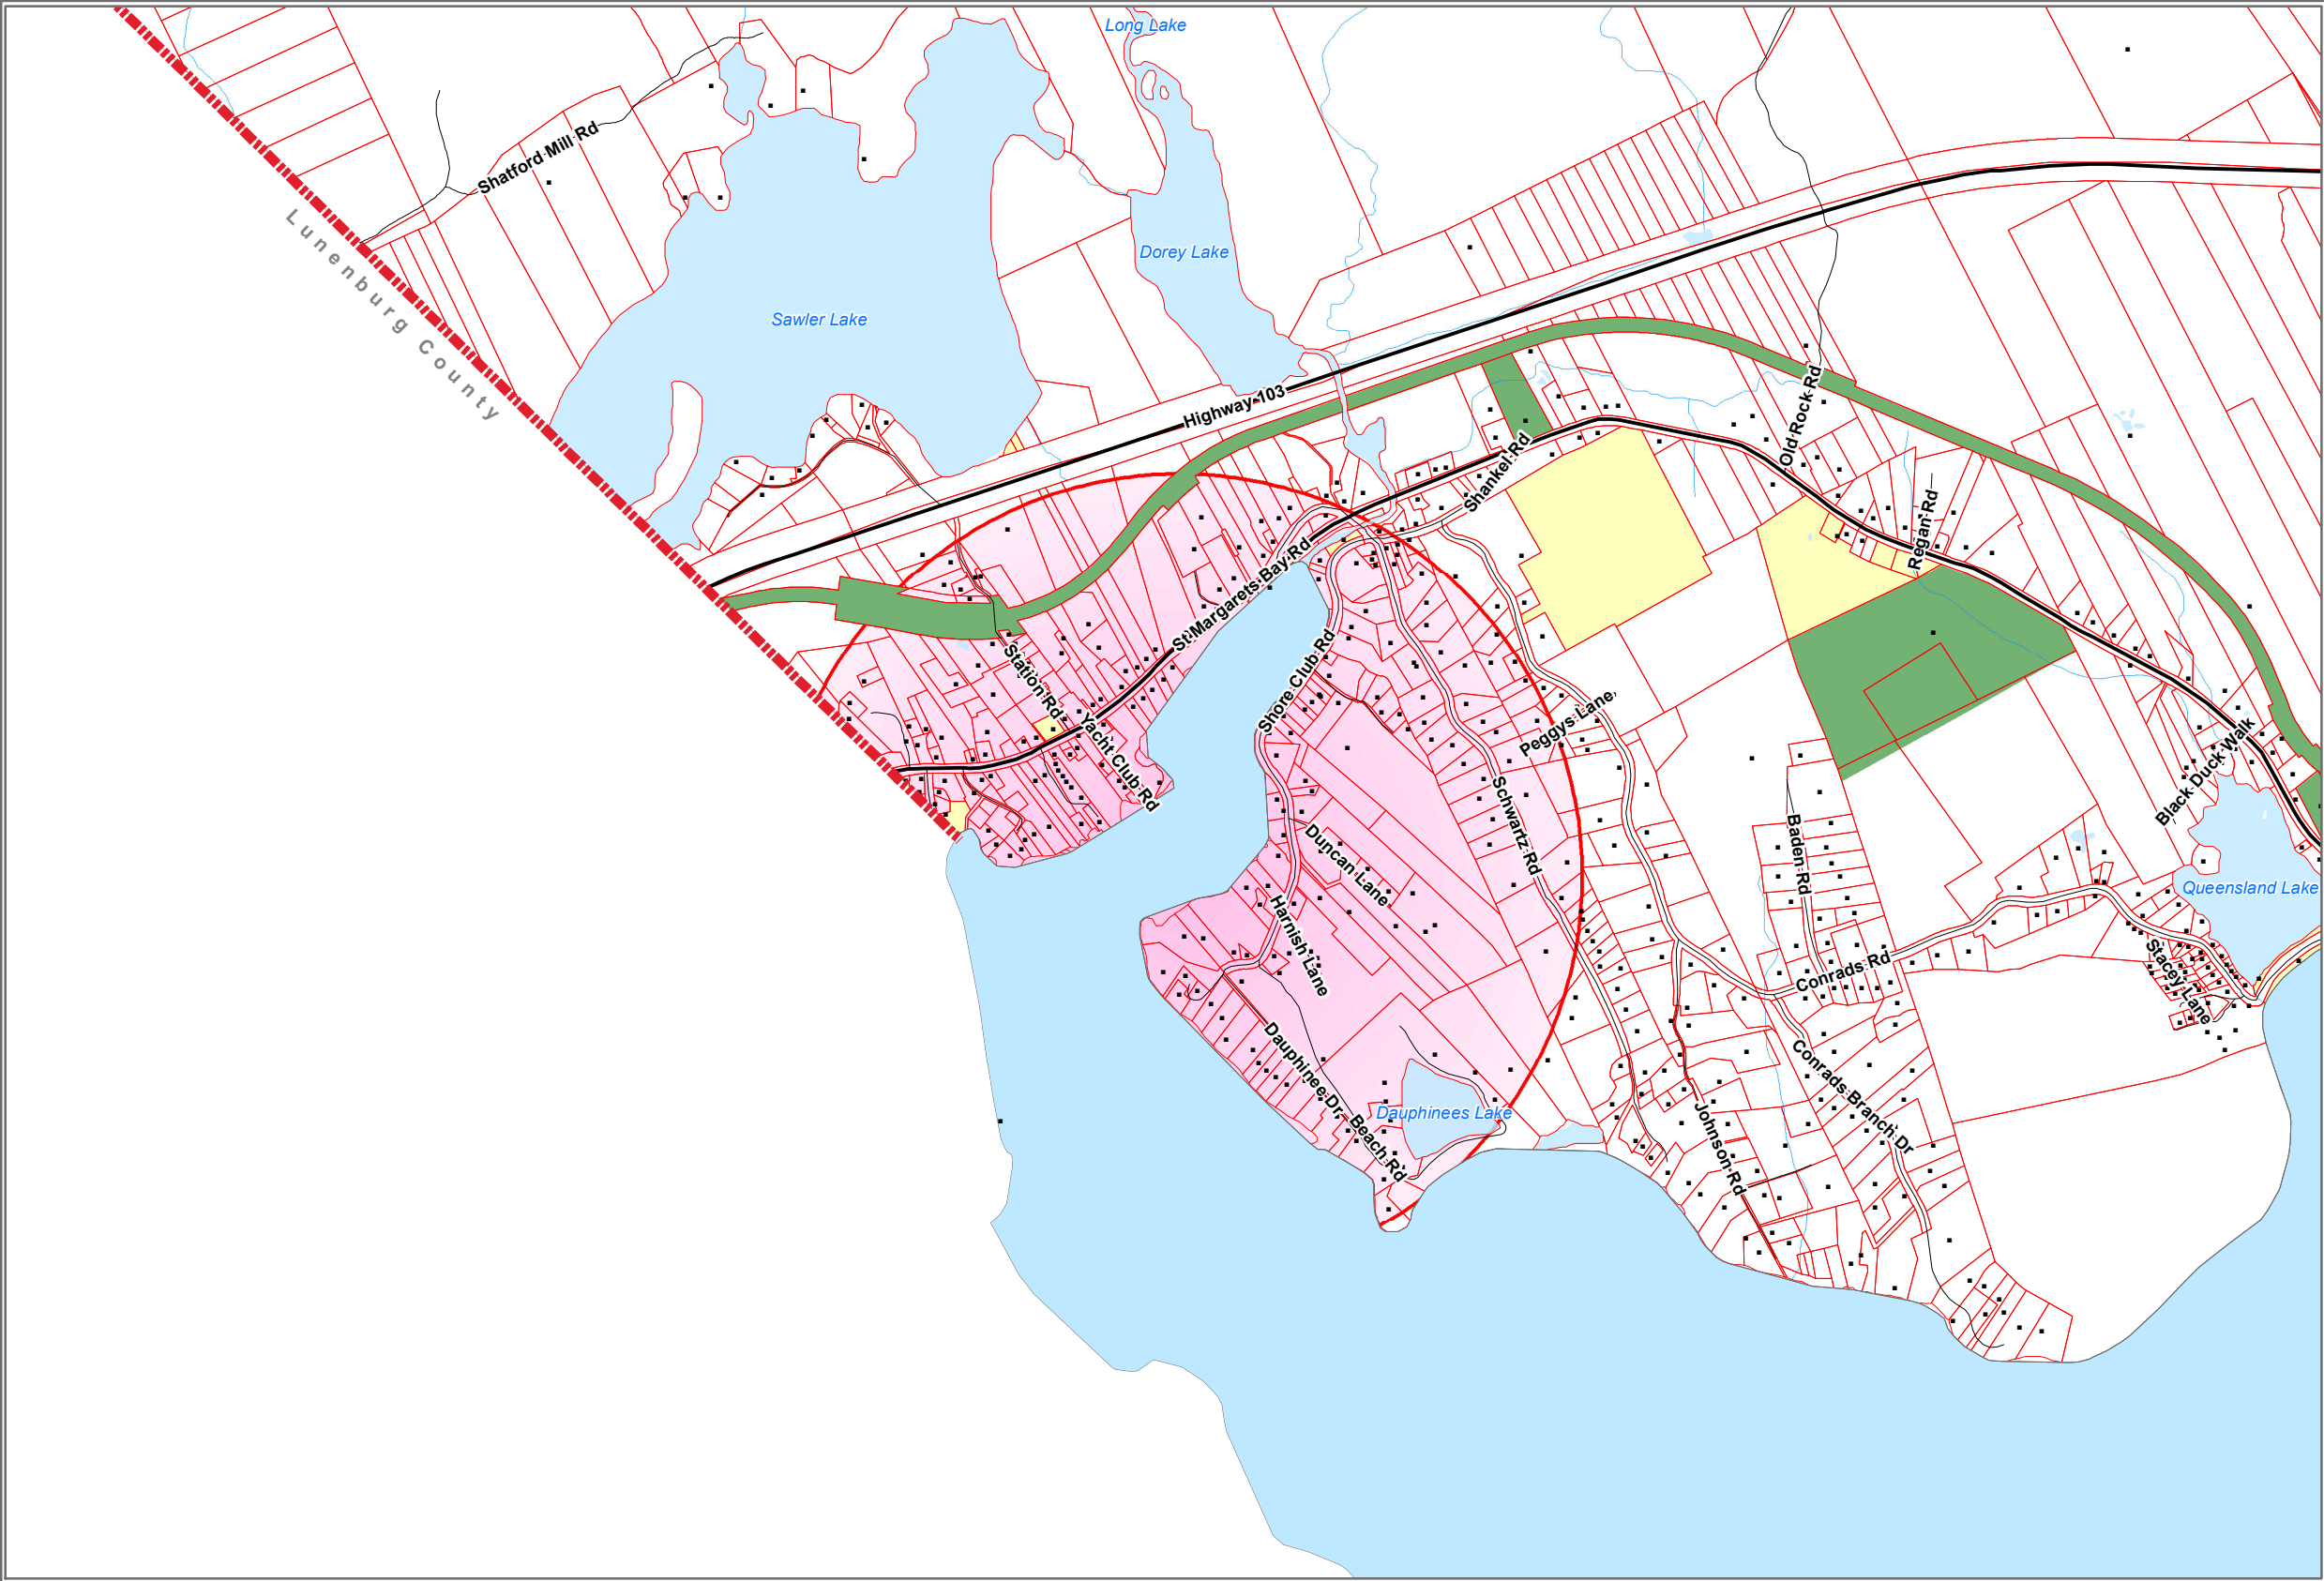 Long Lake
Shatford Mill Rd
Lunenburg County
Dorey Lake
Sawler Lake
Highway 103
Old Rock Rd
Shankel Rd
Regan Rd
St Margarets Bay Rd
Station Rd
Shore Club Rd
Yacht Club Rd
Peggys Lane
Black Duck Walk
Schwartz Rd
Duncan Lane
Baden Rd
Queensland Lake
Harnish Lane
Conrads Rd
Stacey Lane
Dauphinee Dr
Beach Rd
Dauphinees Lake
Conrads Branch Dr
Johnson Rd